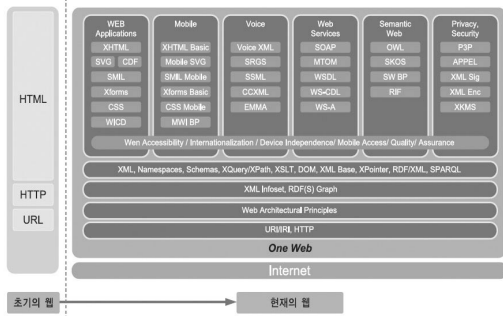 HTML
HTTP
URL
WEB Applications
XHTML
SVG CDF
SMIL
Xforms
CSS
WICD
Mobile
XHTML Basic
Mobile SVG
SMIL Mobile
Xforms Basic
CSS Mobile
MWI BP
Voice
Voice XML
SRGS
SSML
CCXML
EMMA
Web Services
SOAP
MTOM
WSDL
WS-CDL
WS-A
Semantic Web
OWL
SKOS
SW BP
RIF
Privacy, Security
P3P
APPEL
XML Sig
XML Enc
XKMS
Wen Accessibility / Internationalization / Device Independence/ Mobile Access/ Quality/ Assurance
XML, Namespaces, Schemas, XQuery/XPath, XSLT, DOM, XML Base, XPointer, RDF/XML, SPARQL
XML Infoset, RDF(S) Graph
Web Architectural Principles
URI/IRI, HTTP
One Web
Internet
초기의 웹
현재의 웹